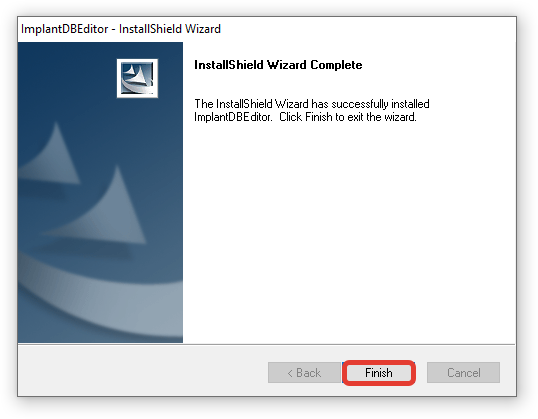 ImplantDBEditor - InstallShield Wizard
InstallShield Wizard Complete
The InstallShield Wizard has successfully installed
ImplantDBEditor. Click Finish to exit the wizard.
< Back Finish Cancel